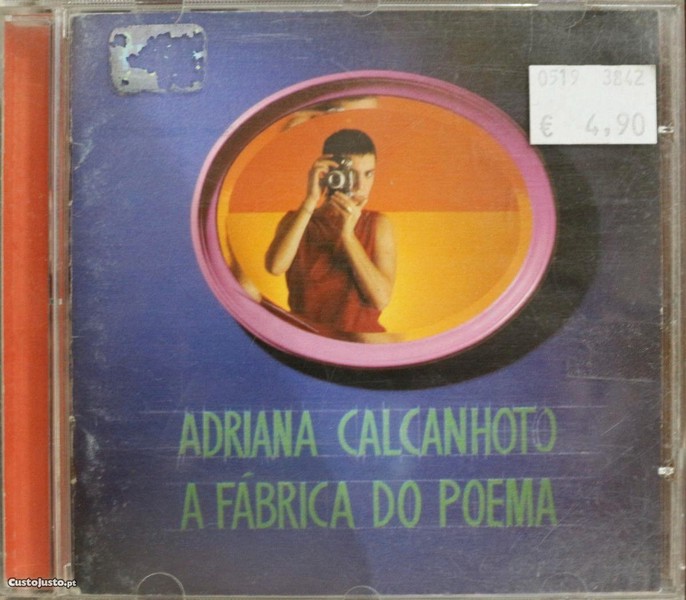 0519 3842
€ 4,90
ADRIANA CALCANHOTO
A FÁBRICA DO POEMA
CustoJusto.pt